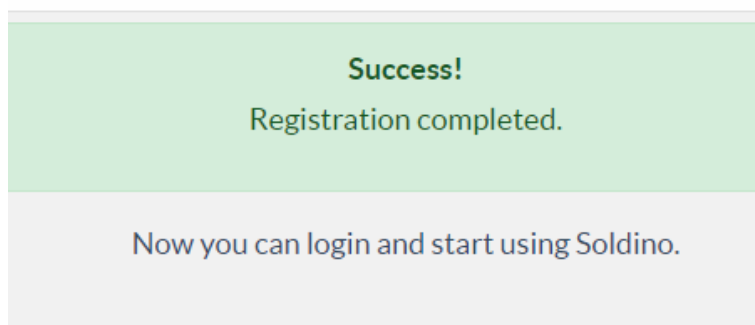 Success!
Registration completed.
Now you can login and start using Soldino.